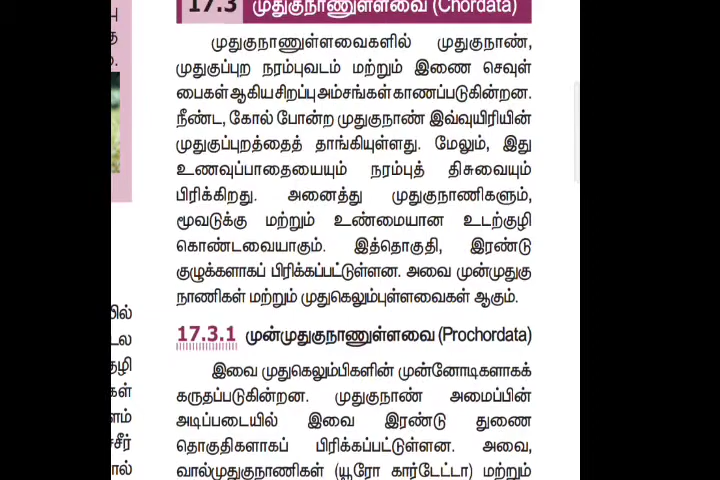 17.3 முதுகுநாணுள்ளவை (Chordata)
முதுகுநாணுள்ளவைகளில் முதுகுநாண்,
முதுகுப்புற நரம்புவடம் மற்றும் இணை செவுள்
பைகள் ஆகிய சிறப்பு அம்சங்கள் காணப்படுகின்றன.
நீண்ட, கோல் போன்ற முதுகுநாண் இவ்வுயிரியின்
முதுகுப்புறத்தைத் தாங்கியுள்ளது. மேலும், இது
உணவுப்பாதையையும் நரம்புத் திசுவையும்
பிரிக்கிறது. அனைத்து முதுகுநாணிகளும்,
மூவடுக்கு மற்றும் உண்மையான உடற்குழி
கொண்டவையாகும். இத்தொகுதி, இரண்டு
குழுக்களாகப் பிரிக்கப்பட்டுள்ளன. அவை முன்முதுகு
நாணிகள் மற்றும் முதுகெலும்புள்ளவைகள் ஆகும்.
17.3.1 முன்முதுகுநாணுள்ளவை (Prochordata)
இவை முதுகெலும்பிகளின் முன்னோடிகளாகக்
கருதப்படுகின்றன. முதுகுநாண் அமைப்பின்
அடிப்படையில் இவை இரண்டு துணை
தொகுதிகளாகப் பிரிக்கப்பட்டுள்ளன. அவை,
வால்முதுகுநாணிகள் (யூரோ கார்டேட்டா) மற்றும்